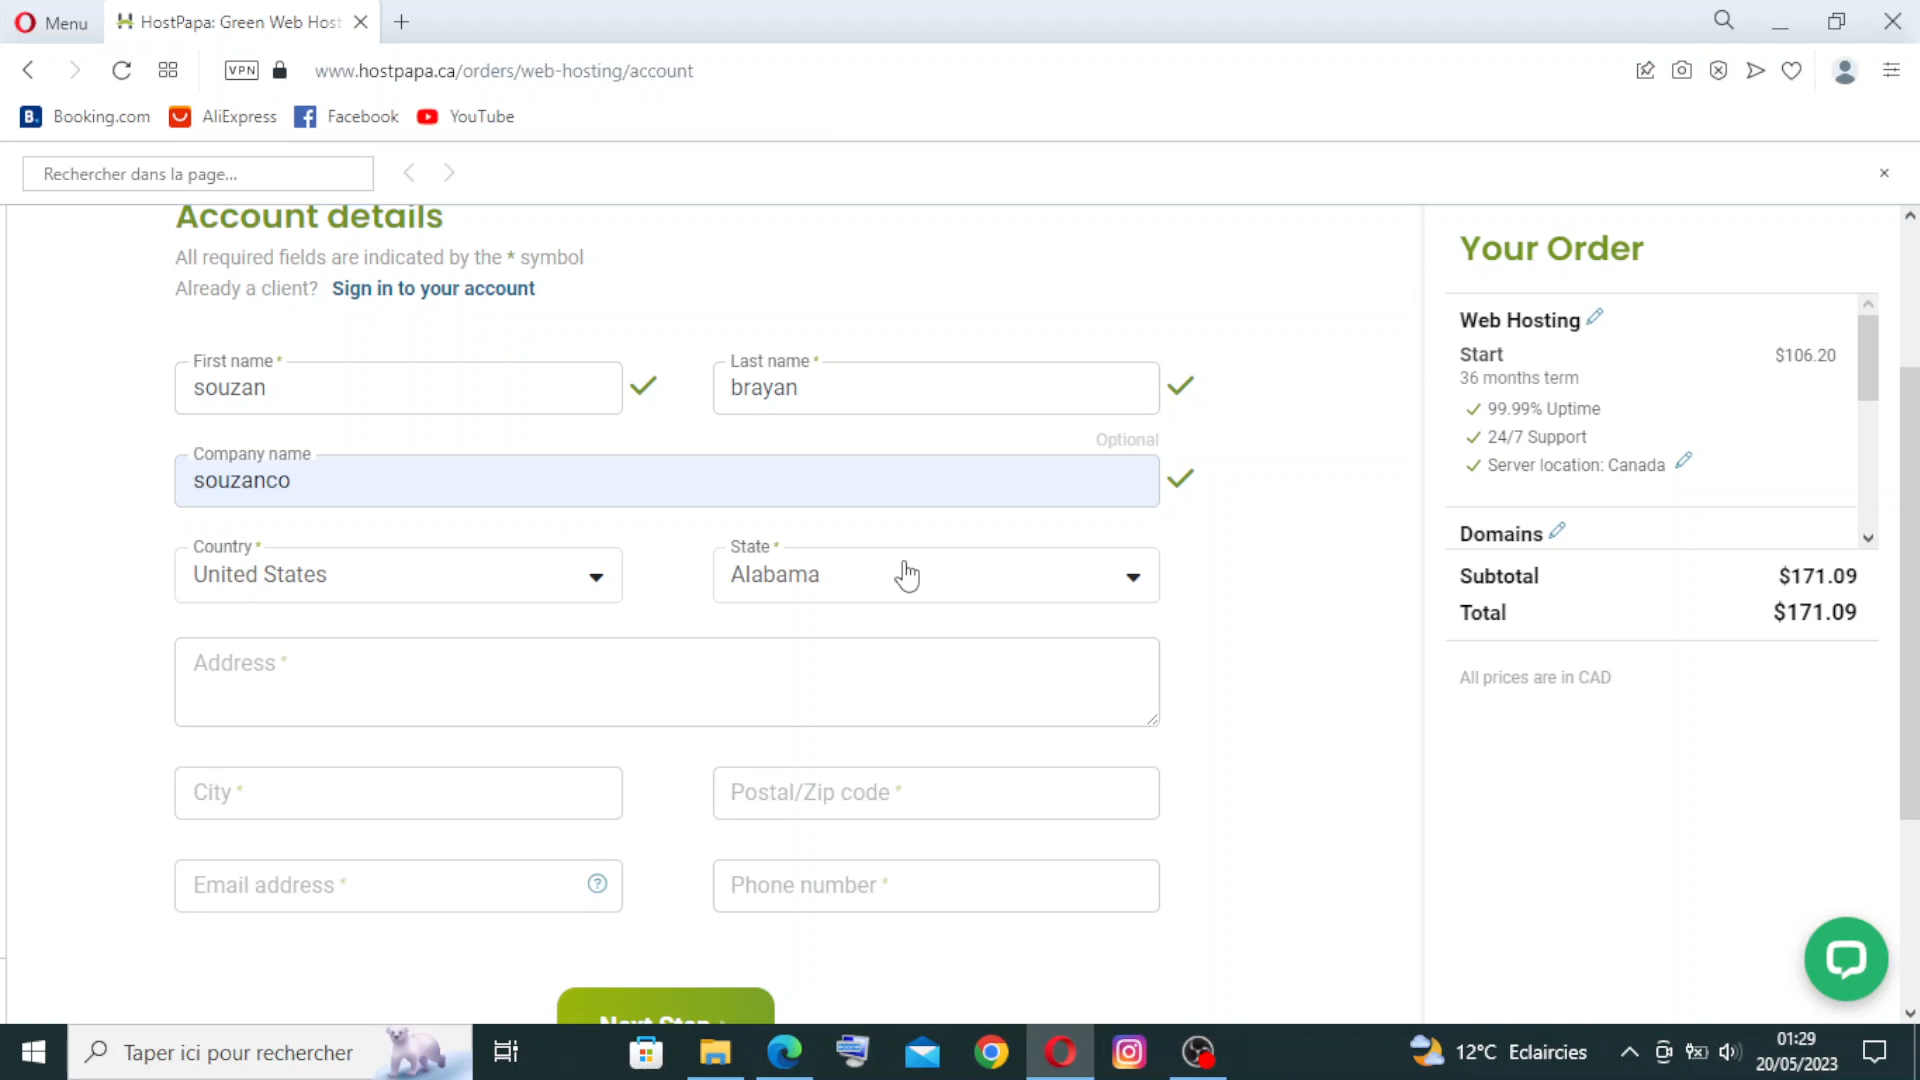 Menu
HostPapa: Green Web Host
VPN
www.hostpapa.ca/orders/web-hosting/account
B. Booking.com
AliExpress
Facebook
YouTube
Rechercher dans la page...
Account details
All required fields are indicated by the * symbol
Already a client? Sign in to your account
First name *
souzan
Last name *
brayan
Optional
Company name
souzanco
Country *
United States
State *
Alabama
Address *
City *
Postal/Zip code *
Email address *
?
Phone number *
Next Step
Your Order
Web Hosting
Start $106.20
36 months term
99.99% Uptime
24/7 Support
Server location: Canada
Domains
Subtotal $171.09
Total $171.09
All prices are in CAD
Taper ici pour rechercher
12°C Eclaircies
01:29
20/05/2023